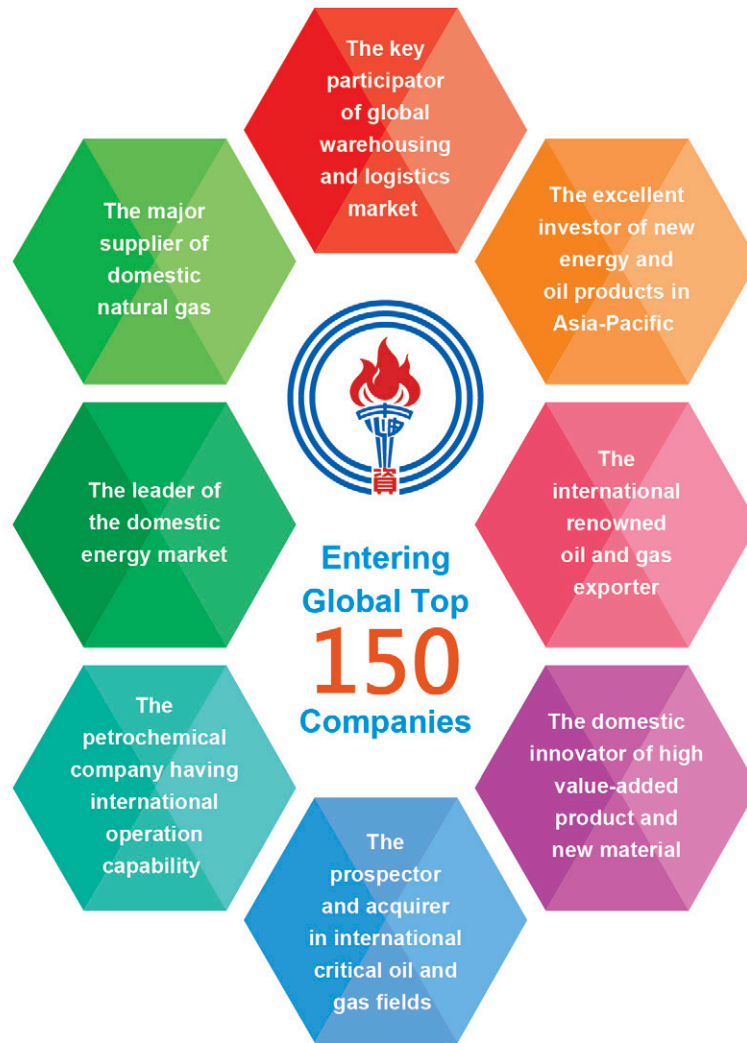 The key
participator
of global
warehousing
and logistics
market
The major
supplier of
domestic
natural gas
The excellent
investor of new
energy and
oil products in
Asia-Pacific
The leader of
the domestic
energy market
Entering
Global Top
150
Companies
The
international
renowned
oil and gas
exporter
The
petrochemical
company having
international
operation
capability
The domestic
innovator of high
value-added
product and
new material
The
prospector
and acquirer
in international
critical oil and
gas fields